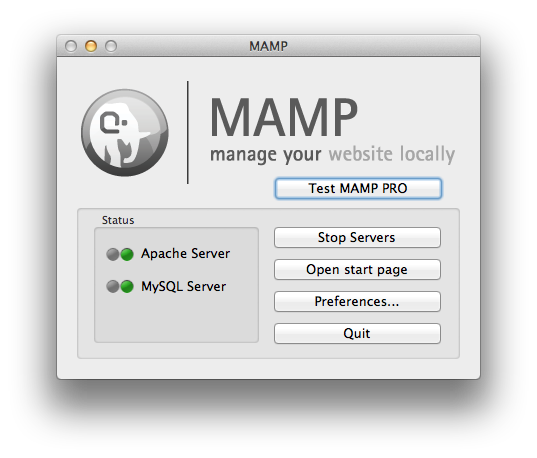 MAMP
MAMP
manage your website locally
Test MAMP PRO
Status
Apache Server
MySQL Server
Stop Servers
Open start page
Preferences...
Quit